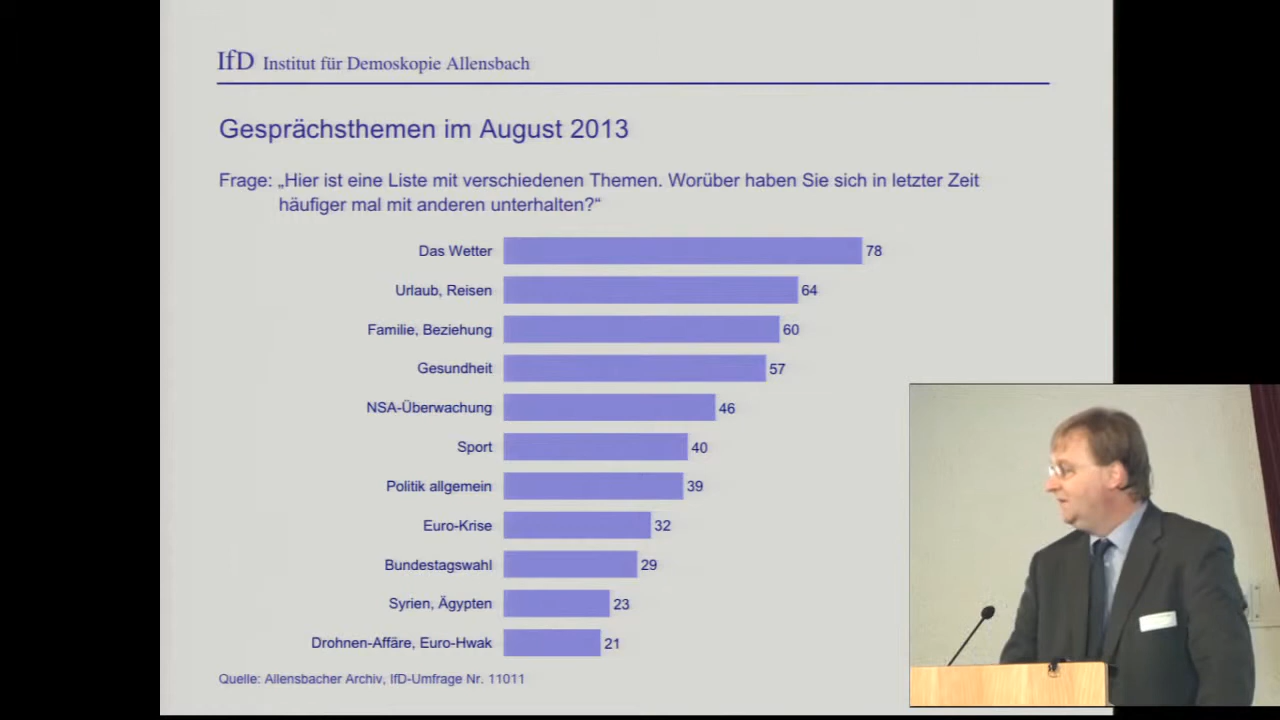 IfD Institut für Demoskopie Allensbach
Gesprächsthemen im August 2013
Frage: „Hier ist eine Liste mit verschiedenen Themen. Worüber haben Sie sich in letzter Zeit
häufiger mal mit anderen unterhalten?“
Das Wetter 78
Urlaub, Reisen 64
Familie, Beziehung 60
Gesundheit 57
NSA-Überwachung 46
Sport 40
Politik allgemein 39
Euro-Krise 32
Bundestagswahl 29
Syrien, Ägypten 23
Drohnen-Affäre, Euro-Hwak 21
Quelle: Allensbacher Archiv, IfD-Umfrage Nr. 11011